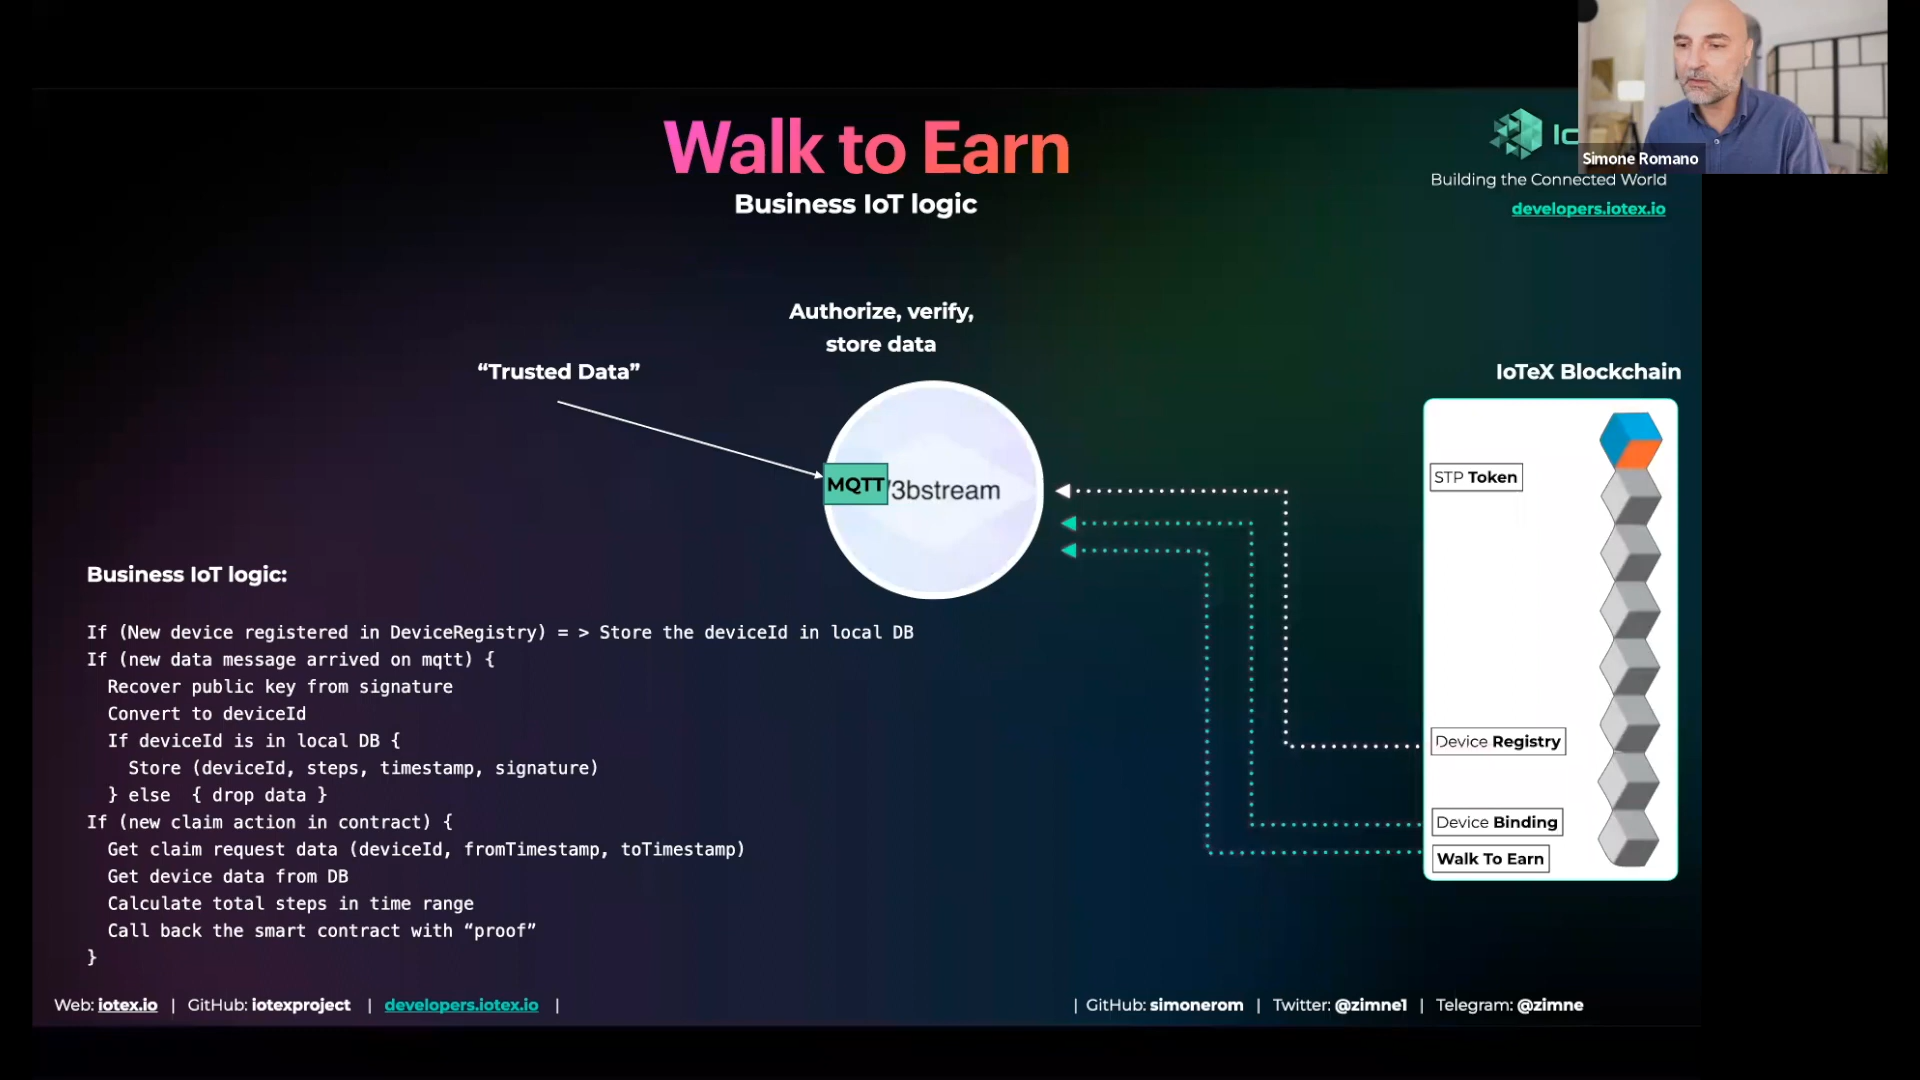 Walk to Earn
Business IoT logic
Simone Romano
Building the Connected World
developers.iotex.io
Authorize, verify,
store data
“Trusted Data”
IoTeX Blockchain
MQTT
3bstream
STP Token
Device Registry
Device Binding
Walk To Earn
Business IoT logic:
If (New device registered in DeviceRegistry) = > Store the deviceId in local DB
If (new data message arrived on mqtt) {
Recover public key from signature
Convert to deviceId
If deviceId is in local DB {
Store (deviceId, steps, timestamp, signature)
} else { drop data }
If (new claim action in contract) {
Get claim request data (deviceId, fromTimestamp, toTimestamp)
Get device data from DB
Calculate total steps in time range
Call back the smart contract with “proof”
}
Web: iotex.io | GitHub: iotexproject | developers.iotex.io |
| GitHub: simonerom | Twitter: @zimne1 | Telegram: @zimne